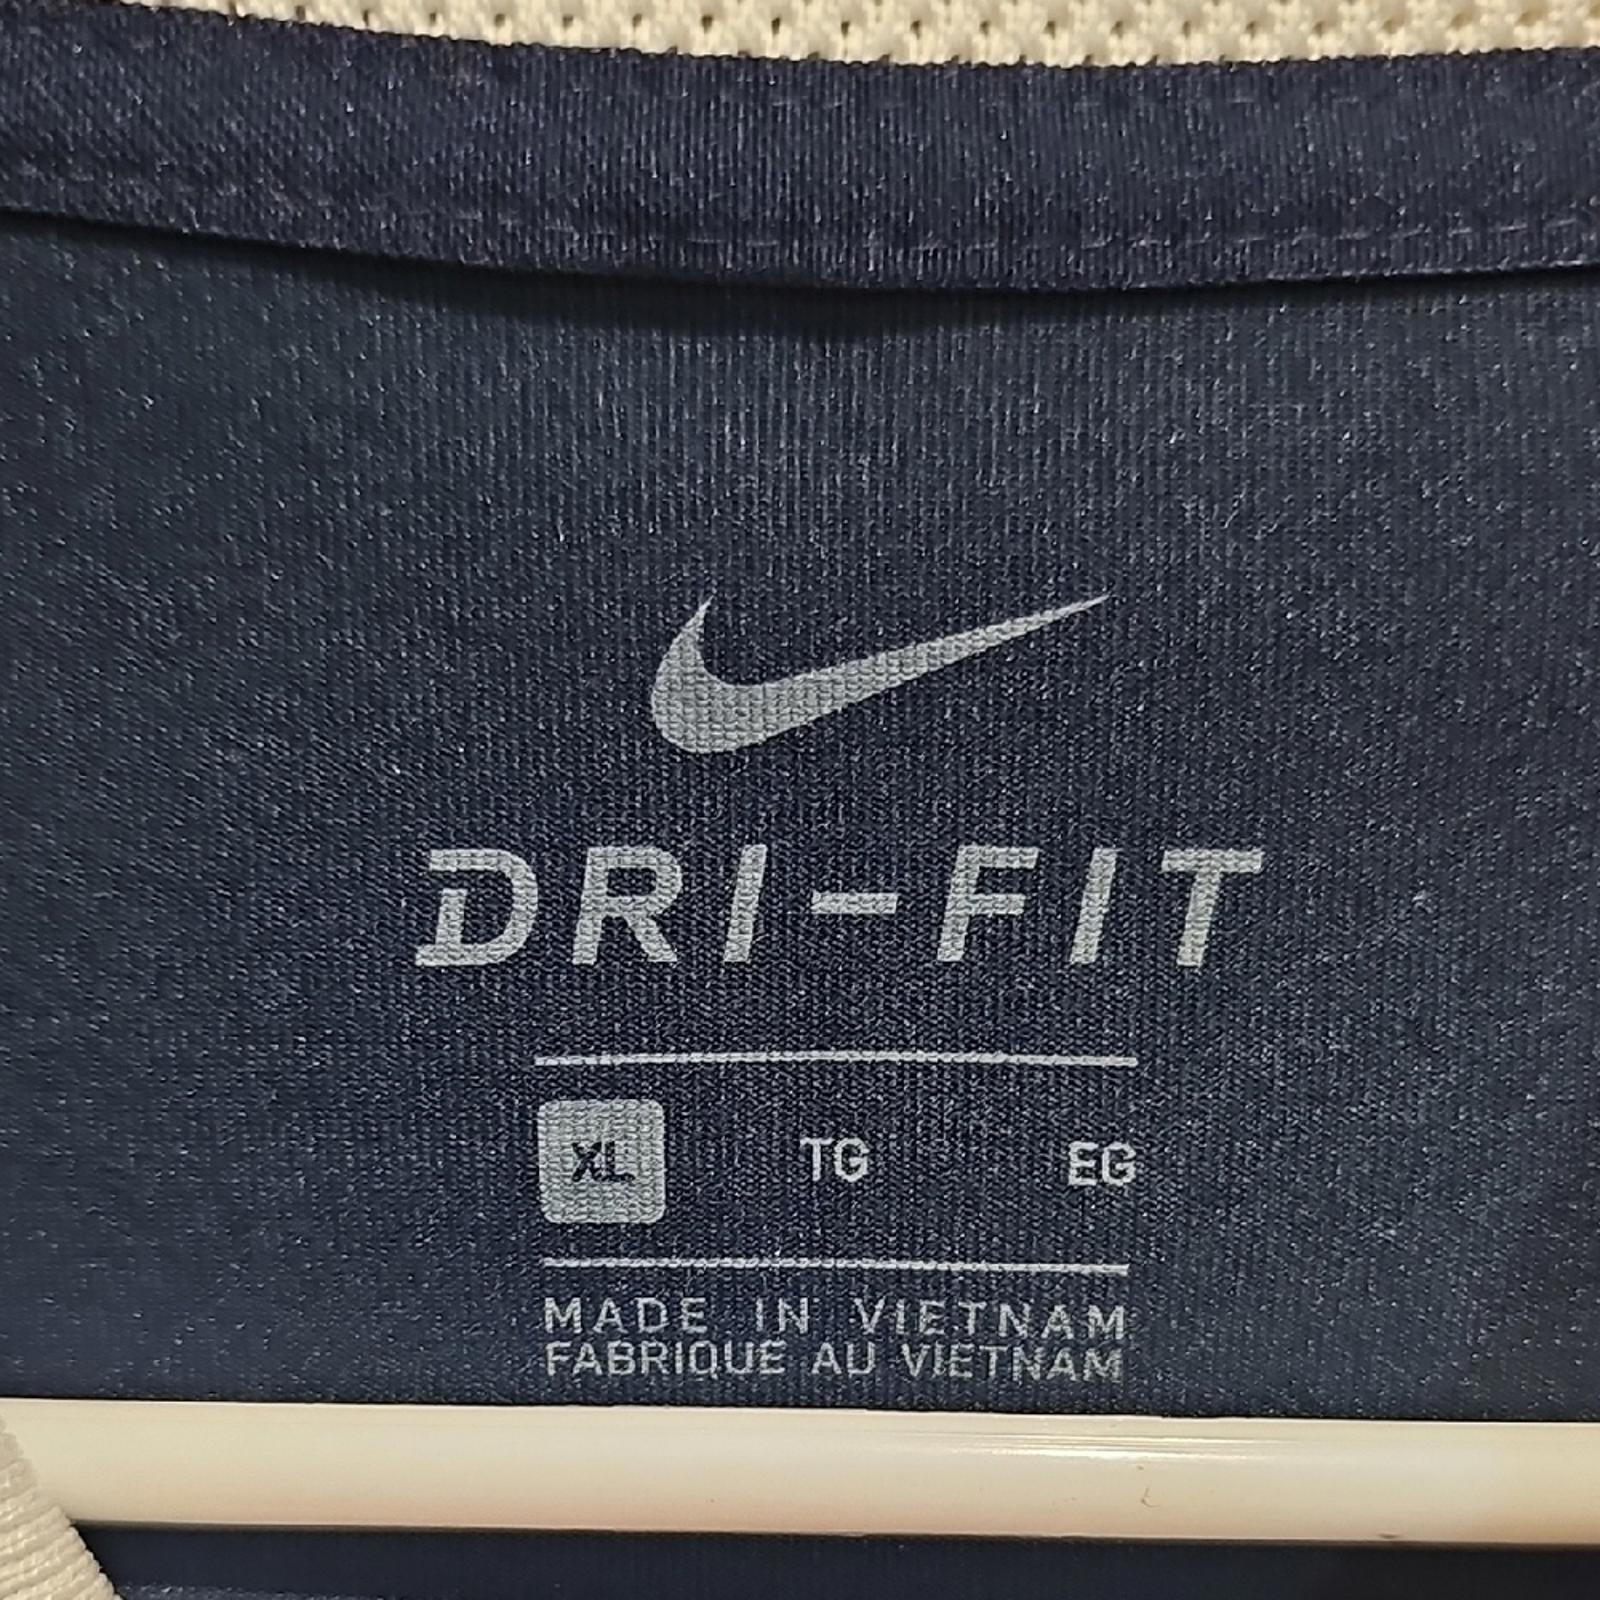 DRI-FIT
XL TG EG
MADE IN VIETNAM
FABRIQUE AU VIETNAM